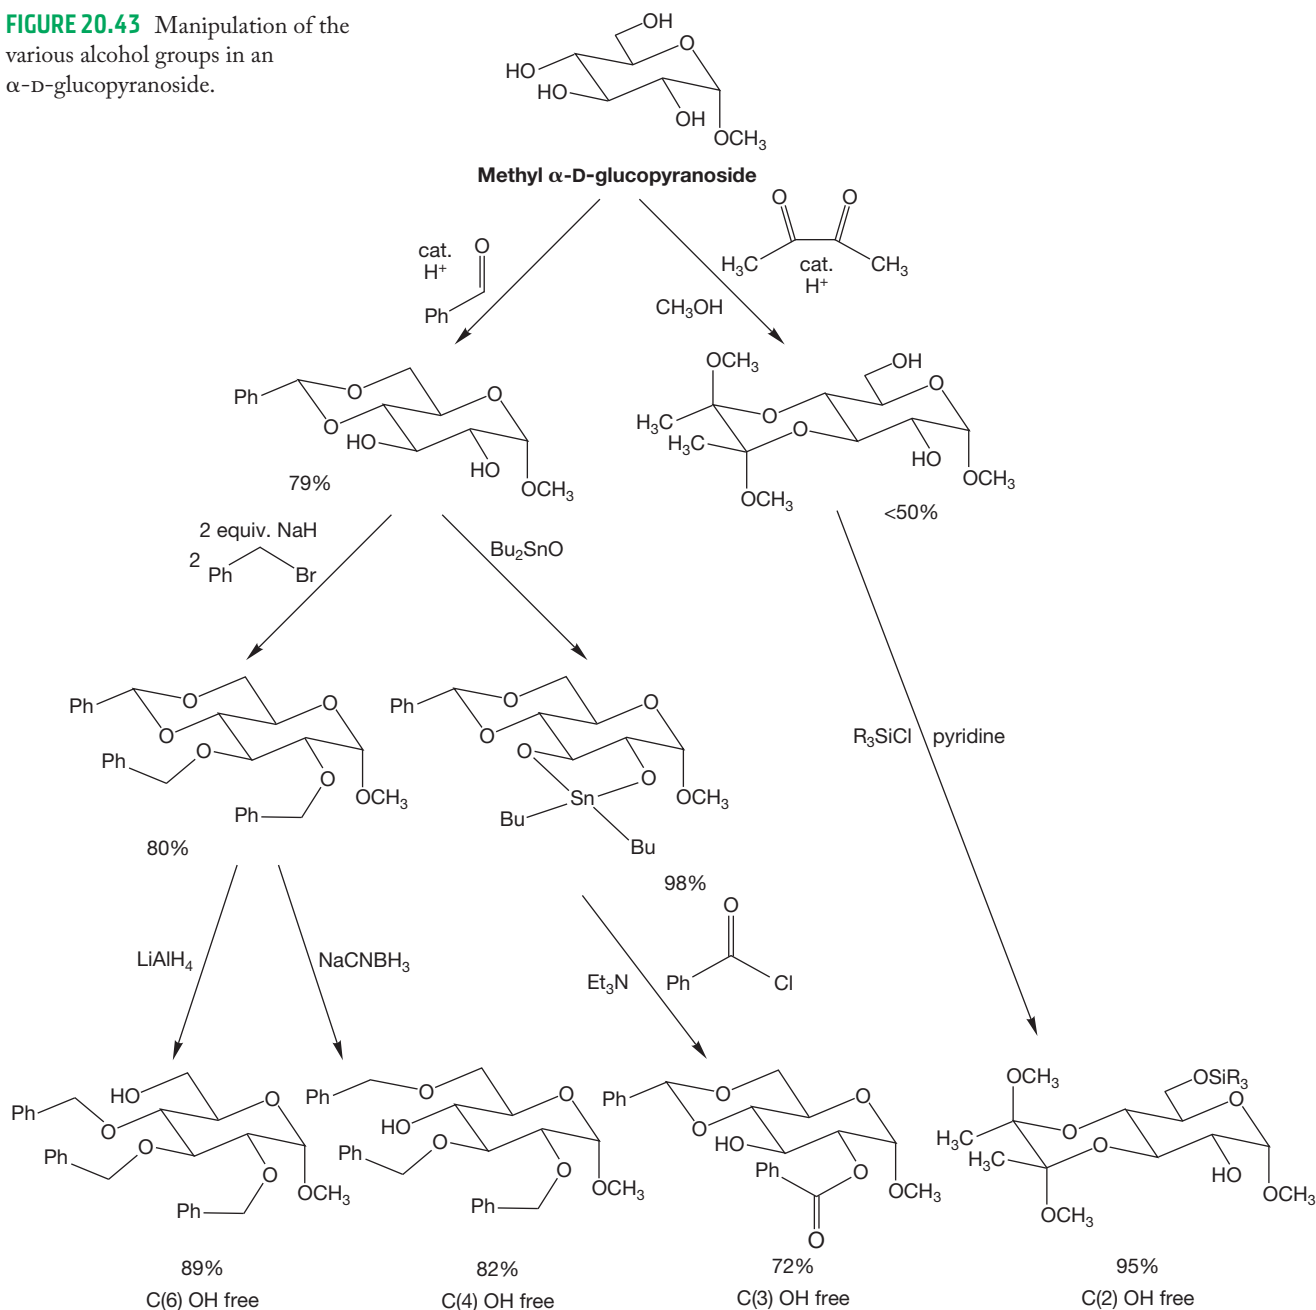 FIGURE 20.43 Manipulation of the
various alcohol groups in an
α-D-glucopyranoside.
OH
O
HO
HO
OH
OCH₃
Methyl α-D-glucopyranoside
cat.
H⁺
O
Ph
O O
H₃C CH₃
cat.
H⁺
CH₃OH
Ph
O
O
O
HO
HO
OCH₃
79%
OCH₃
OH
O
H₃C
O
H₃C
O
HO
OCH₃
OCH₃
<50%
2 equiv. NaH
2 Ph Br
Bu₂SnO
Ph
O
O
O
O
Ph
O
Ph
OCH₃
80%
Ph
O
O
O
O
O
Sn
OCH₃
Bu
Bu
98%
R₃SiCl pyridine
LiAlH₄
NaCNBH₃
Et₃N
O
Ph Cl
HO
O
Ph
O
O
Ph
O
OCH₃
Ph
89%
C(6) OH free
Ph
O
O
HO
O
Ph
O
OCH₃
Ph
82%
C(4) OH free
Ph
O
O
O
HO
Ph
O
OCH₃
O
72%
C(3) OH free
OCH₃
OSiR₃
O
O
H₃C
O
H₃C
HO
OCH₃
OCH₃
95%
C(2) OH free